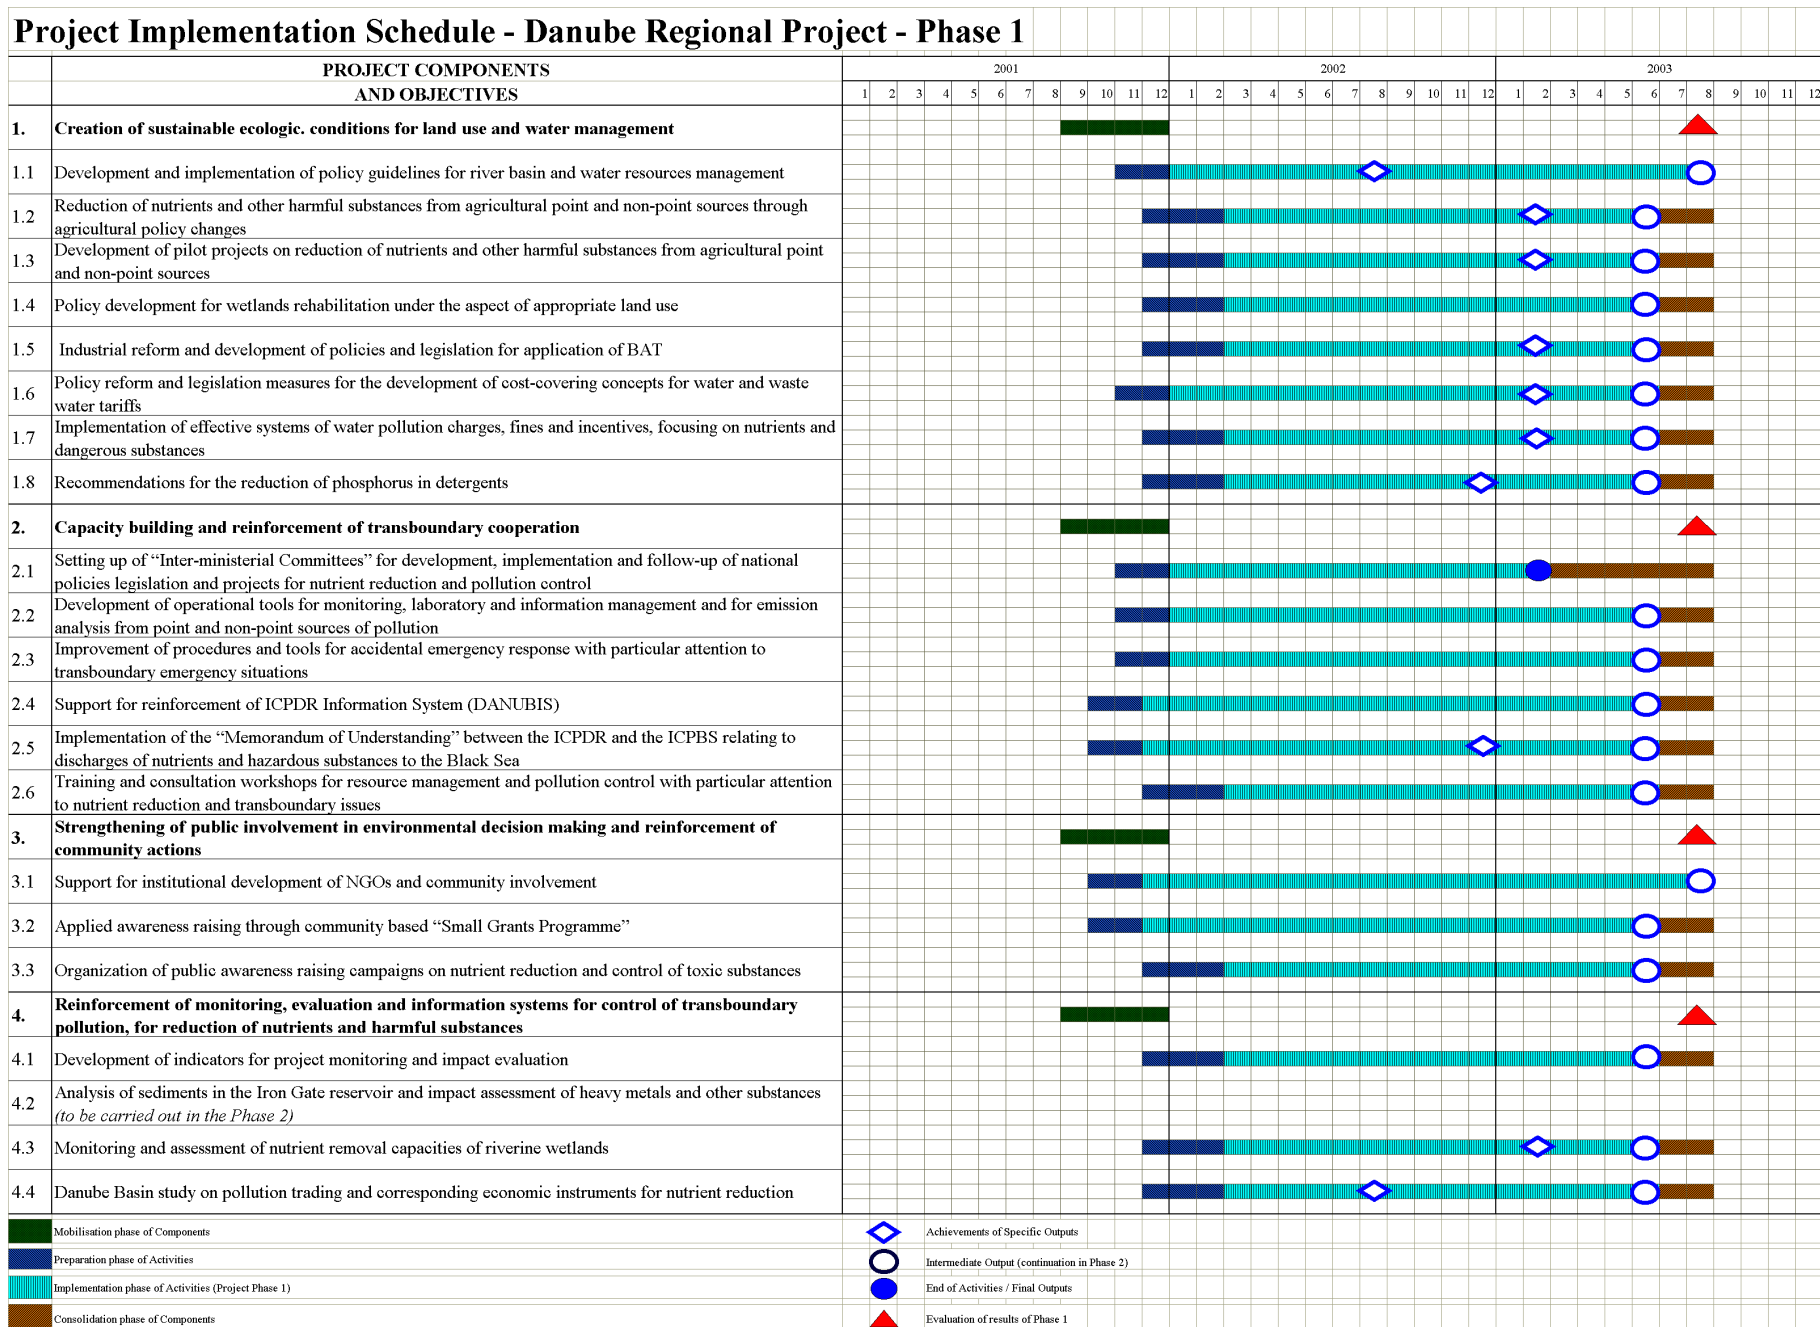 Project Implementation Schedule - Danube Regional Project - Phase 1
PROJECT COMPONENTS
AND OBJECTIVES
2001 2002 2003
1 2 3 4 5 6 7 8 9 10 11 12 1 2 3 4 5 6 7 8 9 10 11 12 1 2 3 4 5 6 7 8 9 10 11 12
1. Creation of sustainable ecologic. conditions for land use and water management
1.1 Development and implementation of policy guidelines for river basin and water resources management
1.2 Reduction of nutrients and other harmful substances from agricultural point and non-point sources through
agricultural policy changes
1.3 Development of pilot projects on reduction of nutrients and other harmful substances from agricultural point
and non-point sources
1.4 Policy development for wetlands rehabilitation under the aspect of appropriate land use
1.5 Industrial reform and development of policies and legislation for application of BAT
1.6 Policy reform and legislation measures for the development of cost-covering concepts for water and waste
water tariffs
1.7 Implementation of effective systems of water pollution charges, fines and incentives, focusing on nutrients and
dangerous substances
1.8 Recommendations for the reduction of phosphorus in detergents
2. Capacity building and reinforcement of transboundary cooperation
2.1 Setting up of “Inter-ministerial Committees” for development, implementation and follow-up of national
policies legislation and projects for nutrient reduction and pollution control
2.2 Development of operational tools for monitoring, laboratory and information management and for emission
analysis from point and non-point sources of pollution
2.3 Improvement of procedures and tools for accidental emergency response with particular attention to
transboundary emergency situations
2.4 Support for reinforcement of ICPDR Information System (DANUBIS)
2.5 Implementation of the “Memorandum of Understanding” between the ICPDR and the ICPBS relating to
discharges of nutrients and hazardous substances to the Black Sea
2.6 Training and consultation workshops for resource management and pollution control with particular attention
to nutrient reduction and transboundary issues
3. Strengthening of public involvement in environmental decision making and reinforcement of
community actions
3.1 Support for institutional development of NGOs and community involvement
3.2 Applied awareness raising through community based “Small Grants Programme”
3.3 Organization of public awareness raising campaigns on nutrient reduction and control of toxic substances
4. Reinforcement of monitoring, evaluation and information systems for control of transboundary
pollution, for reduction of nutrients and harmful substances
4.1 Development of indicators for project monitoring and impact evaluation
4.2 Analysis of sediments in the Iron Gate reservoir and impact assessment of heavy metals and other substances
(to be carried out in the Phase 2)
4.3 Monitoring and assessment of nutrient removal capacities of riverine wetlands
4.4 Danube Basin study on pollution trading and corresponding economic instruments for nutrient reduction
Mobilisation phase of Components
Preparation phase of Activities
Implementation phase of Activities (Project Phase 1)
Consolidation phase of Components
Achievements of Specific Outputs
Intermediate Output (continuation in Phase 2)
End of Activities / Final Outputs
Evaluation of results of Phase 1